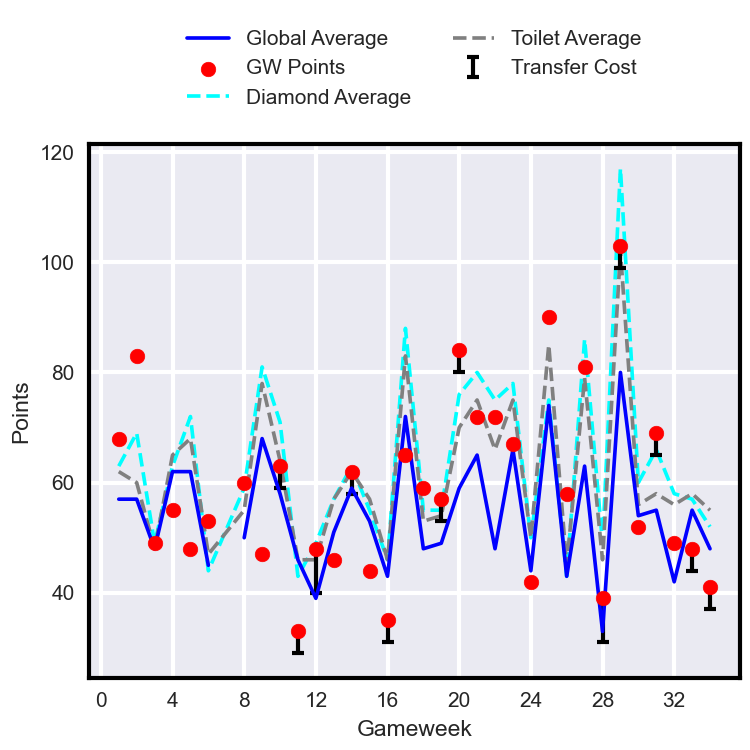 Global Average
GW Points
Diamond Average
Toilet Average
Transfer Cost
Points
120
100
80
60
40
0 4 8 12 16 20 24 28 32
Gameweek